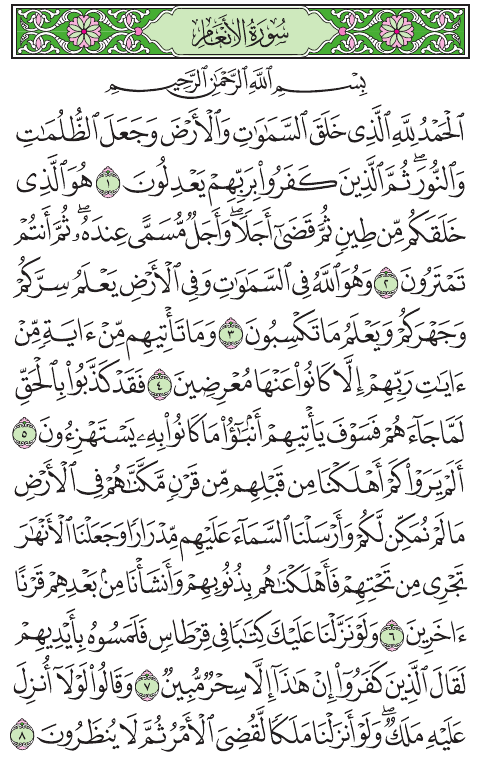 سُورَةُ الأَنۡعَامِ
بِسۡمِ ٱللَّهِ ٱلرَّحۡمَٰنِ ٱلرَّحِيمِ
ٱلۡحَمۡدُ لِلَّهِ ٱلَّذِي خَلَقَ ٱلسَّمَٰوَٰتِ وَٱلۡأَرۡضَ وَجَعَلَ ٱلظُّلُمَٰتِ
وَٱلنُّورَۖ ثُمَّ ٱلَّذِينَ كَفَرُواْ بِرَبِّهِمۡ يَعۡدِلُونَ ١ هُوَ ٱلَّذِي
خَلَقَكُم مِّن طِينٖ ثُمَّ قَضَىٰٓ أَجَلٗاۖ وَأَجَلٞ مُّسَمًّى عِندَهُۥۖ ثُمَّ أَنتُمۡ
تَمۡتَرُونَ ٢ وَهُوَ ٱللَّهُ فِي ٱلسَّمَٰوَٰتِ وَفِي ٱلۡأَرۡضِ يَعۡلَمُ سِرَّكُمۡ
وَجَهۡرَكُمۡ وَيَعۡلَمُ مَا تَكۡسِبُونَ ٣ وَمَا تَأۡتِيهِم مِّنۡ ءَايَةٖ مِّنۡ
ءَايَٰتِ رَبِّهِمۡ إِلَّا كَانُواْ عَنۡهَا مُعۡرِضِينَ ٤ فَقَدۡ كَذَّبُواْ بِٱلۡحَقِّ
لَمَّا جَآءَهُمۡ فَسَوۡفَ يَأۡتِيهِمۡ أَنۢبَٰٓؤُاْ مَا كَانُواْ بِهِۦ يَسۡتَهۡزِءُونَ ٥
أَلَمۡ يَرَوۡاْ كَمۡ أَهۡلَكۡنَا مِن قَبۡلِهِم مِّن قَرۡنٖ مَّكَّنَّٰهُمۡ فِي ٱلۡأَرۡضِ
مَا لَمۡ نُمَكِّن لَّكُمۡ وَأَرۡسَلۡنَا ٱلسَّمَآءَ عَلَيۡهِم مِّدۡرَارٗا وَجَعَلۡنَا ٱلۡأَنۡهَٰرَ
تَجۡرِي مِن تَحۡتِهِمۡ فَأَهۡلَكۡنَٰهُم بِذُنُوبِهِمۡ وَأَنشَأۡنَا مِنۢ بَعۡدِهِمۡ قَرۡنًا
ءَاخَرِينَ ٦ وَلَوۡ نَزَّلۡنَا عَلَيۡكَ كِتَٰبٗا فِي قِرۡطَاسٖ فَلَمَسُوهُ بِأَيۡدِيهِمۡ
لَقَالَ ٱلَّذِينَ كَفَرُوٓاْ إِنۡ هَٰذَآ إِلَّا سِحۡرٞ مُّبِينٞ ٧ وَقَالُواْ لَوۡلَآ أُنزِلَ
عَلَيۡهِ مَلَكٞۖ وَلَوۡ أَنزَلۡنَا مَلَكٗا لَّقُضِيَ ٱلۡأَمۡرُ ثُمَّ لَا يُنظَرُونَ ٨